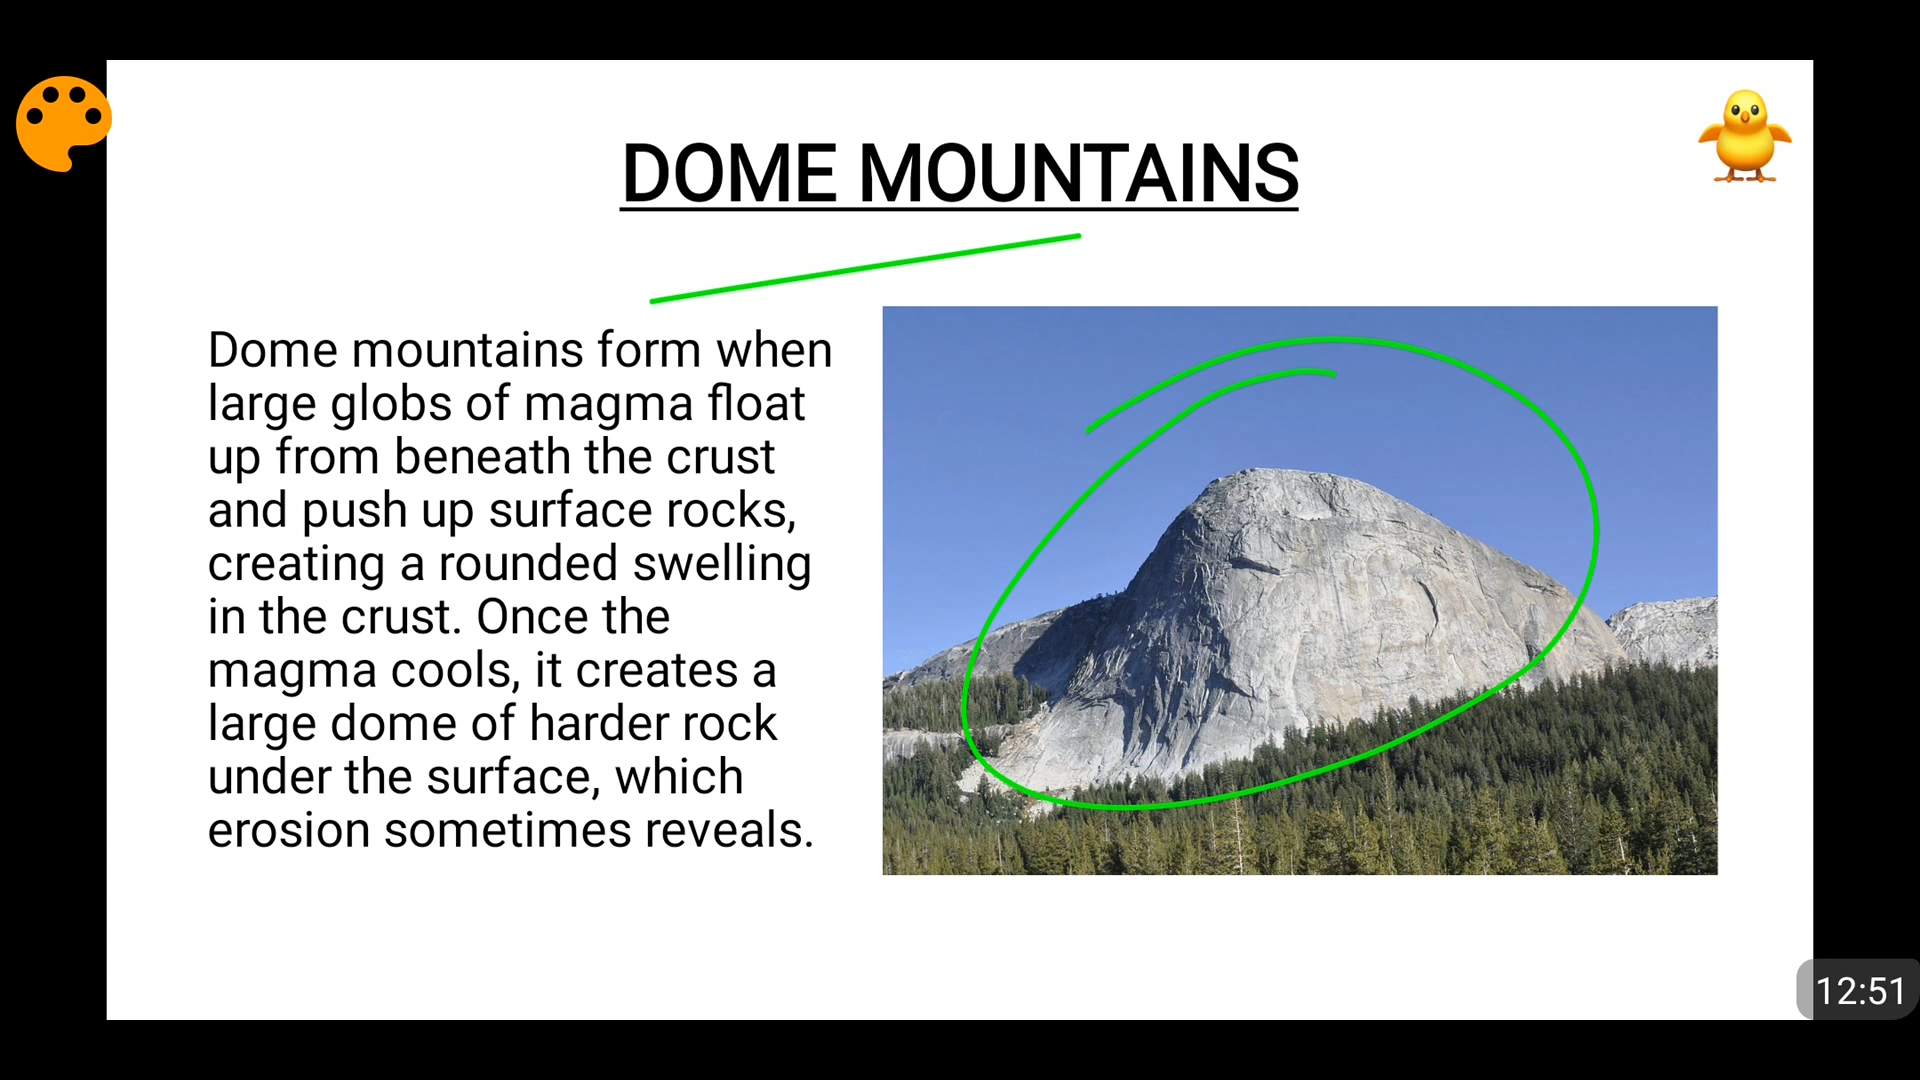 DOME MOUNTAINS
Dome mountains form when
large globs of magma float
up from beneath the crust
and push up surface rocks,
creating a rounded swelling
in the crust. Once the
magma cools, it creates a
large dome of harder rock
under the surface, which
erosion sometimes reveals.
12:51